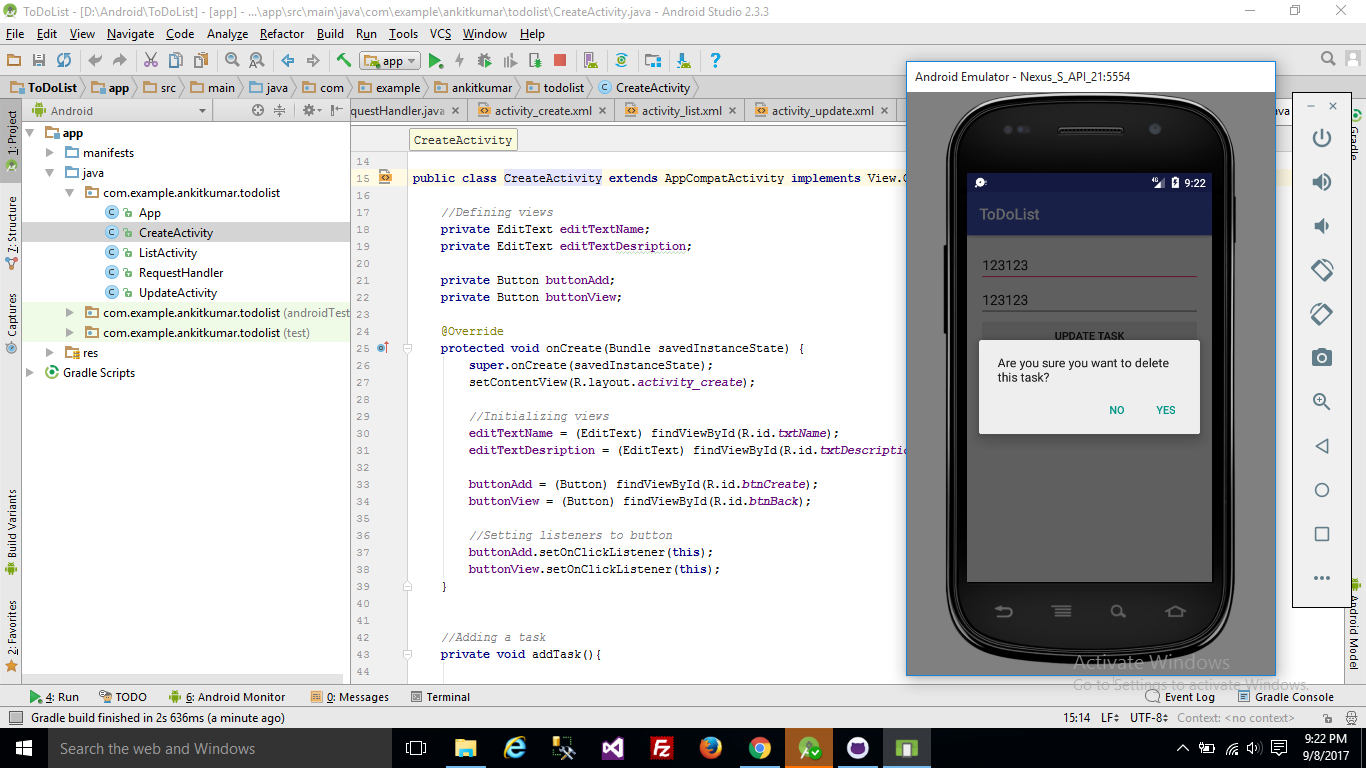 ToDoList - [D:\Android\ToDoList] - [app] - ...\app\src\main\java\com\example\ankitkumar\todolist\CreateActivity.java - Android Studio 2.3.3
File Edit View Navigate Code Analyze Refactor Build Run Tools VCS Window Help
app
ToDoList app src main java com example ankitkumar todolist CreateActivity
Android
questHandler.java activity_create.xml activity_list.xml activity_update.xml
ava
1: Project
7: Structure
Captures
Build Variants
2: Favorites
app
manifests
java
com.example.ankitkumar.todolist
App
CreateActivity
ListActivity
RequestHandler
UpdateActivity
com.example.ankitkumar.todolist (androidTest
com.example.ankitkumar.todolist (test)
res
Gradle Scripts
CreateActivity
14
15 public class CreateActivity extends AppCompatActivity implements View.
16
17 //Defining views
18 private EditText editTextName;
19 private EditText editTextDesription;
20
21 private Button buttonAdd;
22 private Button buttonView;
23
24 @Override
25 protected void onCreate(Bundle savedInstanceState) {
26 super.onCreate(savedInstanceState);
27 setContentView(R.layout.activity_create);
28
29 //Initializing views
30 editTextName = (EditText) findViewById(R.id.txtName);
31 editTextDesription = (EditText) findViewById(R.id.txtDescriptio
32
33 buttonAdd = (Button) findViewById(R.id.btnCreate);
34 buttonView = (Button) findViewById(R.id.btnBack);
35
36 //Setting listeners to button
37 buttonAdd.setOnClickListener(this);
38 buttonView.setOnClickListener(this);
39 }
40
41
42 //Adding a task
43 private void addTask(){
44
Android Emulator - Nexus_S_API_21:5554
4G 9:22
ToDoList
123123
123123
UPDATE TASK
Are you sure you want to delete
this task?
NO YES
Gradle
Android Model
Activate Windows
Go to Settings to activate Windows.
4: Run TODO 6: Android Monitor 0: Messages Terminal Event Log Gradle Console
Gradle build finished in 2s 636ms (a minute ago) 15:14 LF UTF-8 Context: <no context>
Search the web and Windows
9:22 PM
9/8/2017